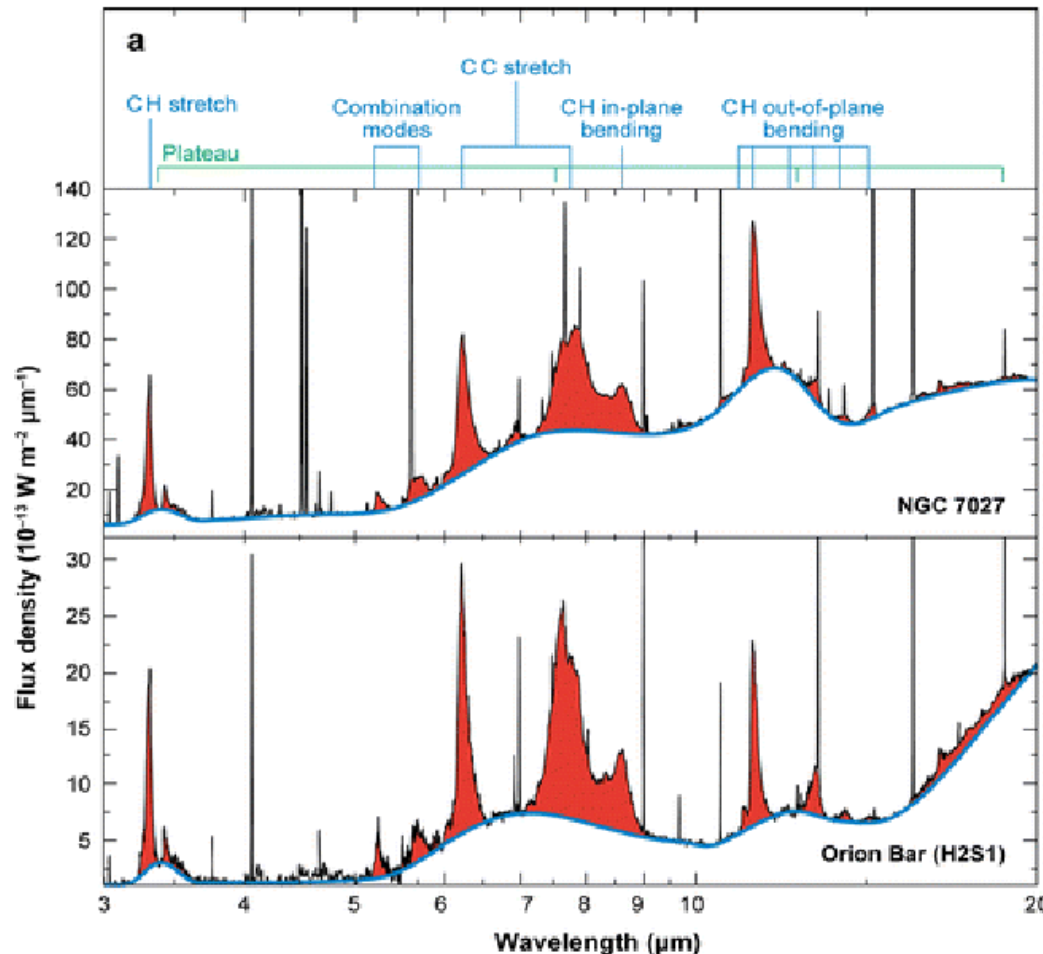 a
CC stretch
CH stretch
Combination
modes
CH in-plane
bending
CH out-of-plane
bending
Plateau
140
120
100
80
60
40
20
NGC 7027
30
25
20
15
10
5
Orion Bar (H2S1)
Flux density (10⁻¹³ W m⁻² µm⁻¹)
3 4 5 6 7 8 9 10 20
Wavelength (µm)